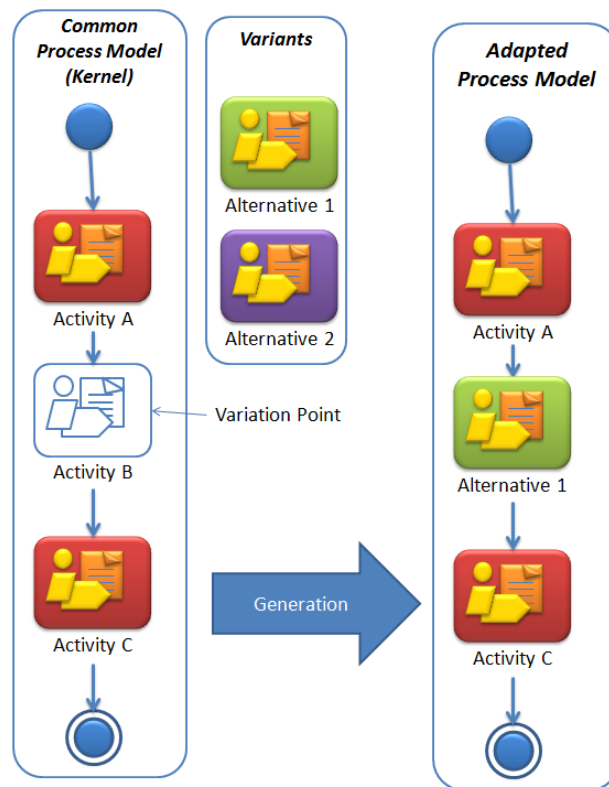 Common
Process Model
(Kernel)
Activity A
Activity B
Activity C
Variants
Alternative 1
Alternative 2
Variation Point
Generation
Adapted
Process Model
Activity A
Alternative 1
Activity C